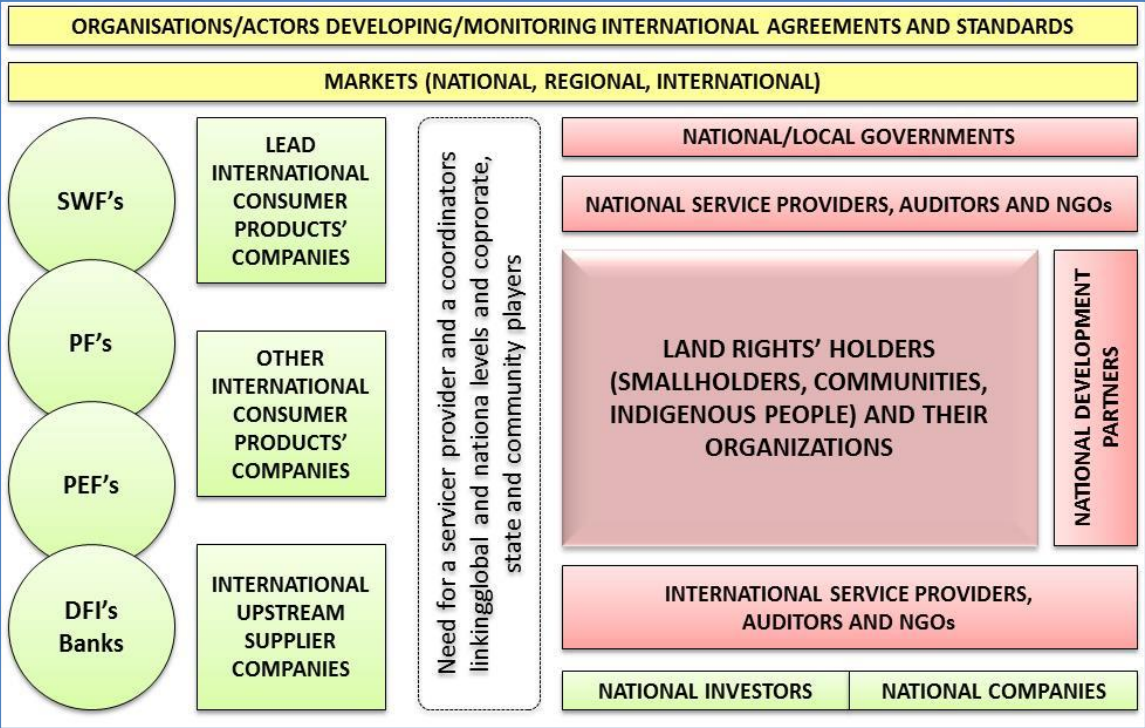 ORGANISATIONS/ACTORS DEVELOPING/MONITORING INTERNATIONAL AGREEMENTS AND STANDARDS
MARKETS (NATIONAL, REGIONAL, INTERNATIONAL)
SWF's
PF's
PEF's
DFI's
Banks
LEAD
INTERNATIONAL
CONSUMER
PRODUCTS'
COMPANIES
OTHER
INTERNATIONAL
CONSUMER
PRODUCTS'
COMPANIES
INTERNATIONAL
UPSTREAM
SUPPLIER
COMPANIES
Need for a servicer provider and a coordinators
linkingglobal and national levels and coprorate,
state and community players
NATIONAL/LOCAL GOVERNMENTS
NATIONAL SERVICE PROVIDERS, AUDITORS AND NGOs
LAND RIGHTS' HOLDERS
(SMALLHOLDERS, COMMUNITIES,
INDIGENOUS PEOPLE) AND THEIR
ORGANIZATIONS
NATIONAL DEVELOPMENT
PARTNERS
INTERNATIONAL SERVICE PROVIDERS,
AUDITORS AND NGOs
NATIONAL INVESTORS
NATIONAL COMPANIES